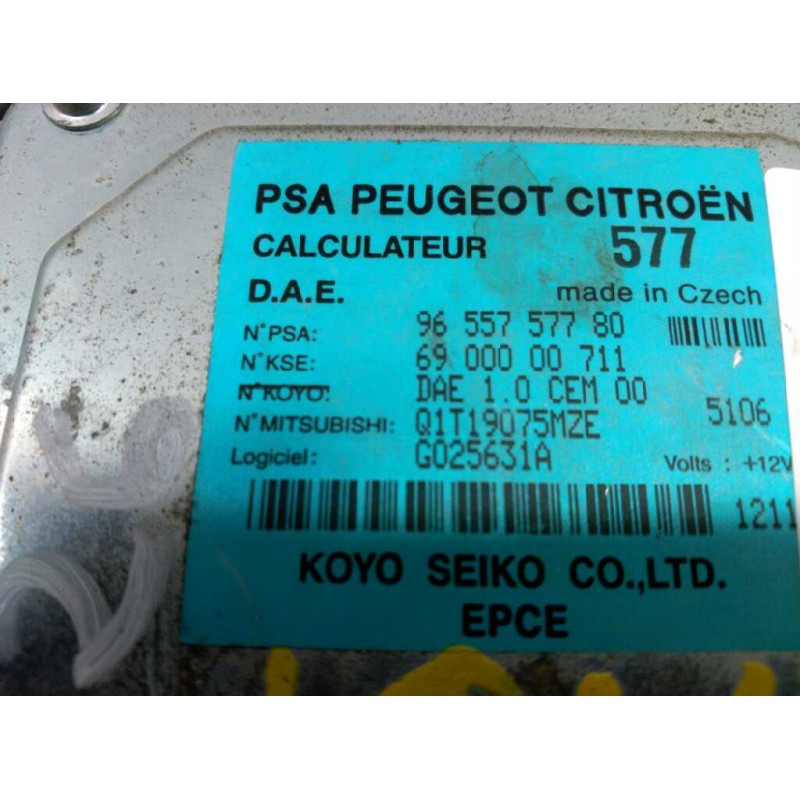 PSA PEUGEOT CITROËN
CALCULATEUR 577
D.A.E. made in Czech
N°PSA: 96 557 577 80
N°KSE: 69 000 00 711
N°KOYO: DAE 1.0 CEM 00
N°MITSUBISHI: Q1T19075MZE 5106
Logiciel: G025631A Volts : +12V
1211
KOYO SEIKO CO.,LTD.
EPCE